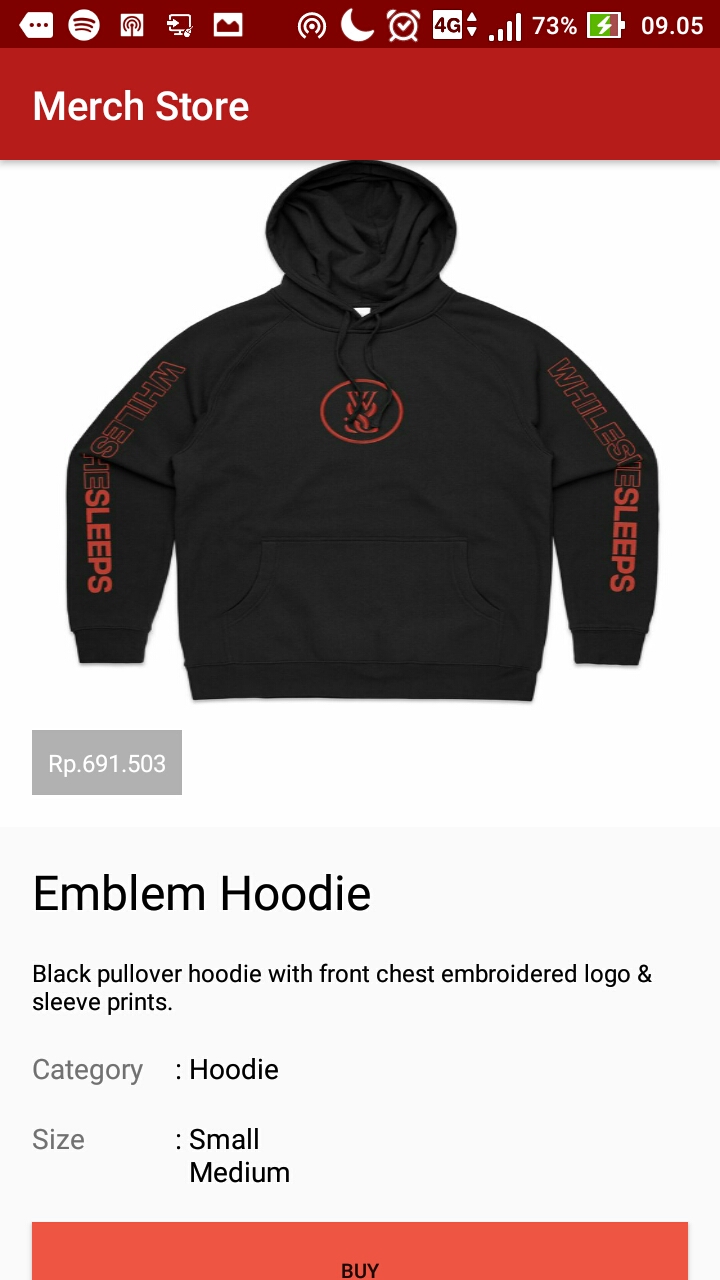 4G 73% 09.05
Merch Store
WHILESHESLEEPS
WHILESHESLEEPS
Rp.691.503
Emblem Hoodie
Black pullover hoodie with front chest embroidered logo &
sleeve prints.
Category : Hoodie
Size : Small
Medium
BUY